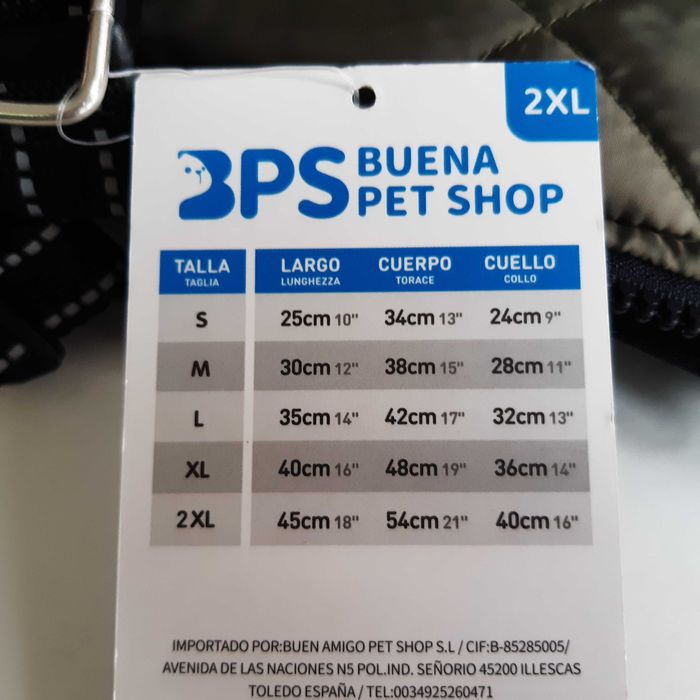 2XL
BPS BUENA
PET SHOP
TALLA LARGO CUERPO CUELLO
TAGLIA LUNGHEZZA TORACE COLLO
S 25cm 10" 34cm 13" 24cm 9"
M 30cm 12" 38cm 15" 28cm 11"
L 35cm 14" 42cm 17" 32cm 13"
XL 40cm 16" 48cm 19" 36cm 14"
2XL 45cm 18" 54cm 21" 40cm 16"
IMPORTADO POR:BUEN AMIGO PET SHOP S.L / CIF:B-85285005/
AVENIDA DE LAS NACIONES N5 POL.IND. SEÑORIO 45200 ILLESCAS
TOLEDO ESPAÑA / TEL:0034925260471